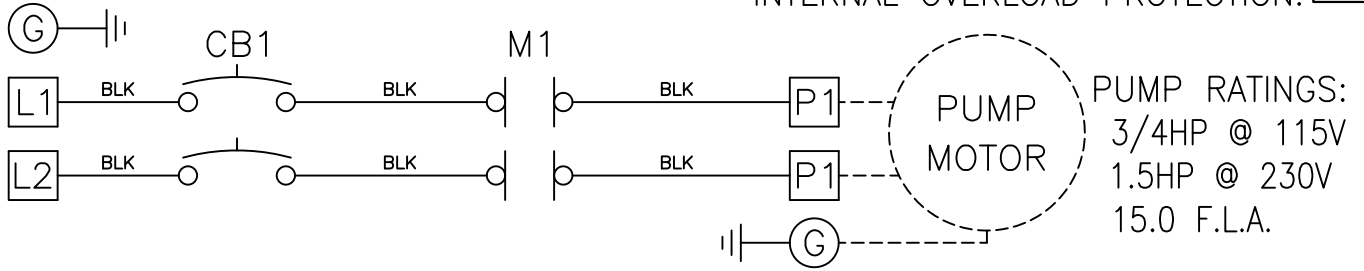 INTERNAL OVERLOAD PROTECTION:
G
CB1
M1
L1 BLK BLK BLK P1
L2 BLK BLK BLK P1
PUMP
MOTOR
G
PUMP RATINGS:
3/4HP @ 115V
1.5HP @ 230V
15.0 F.L.A.